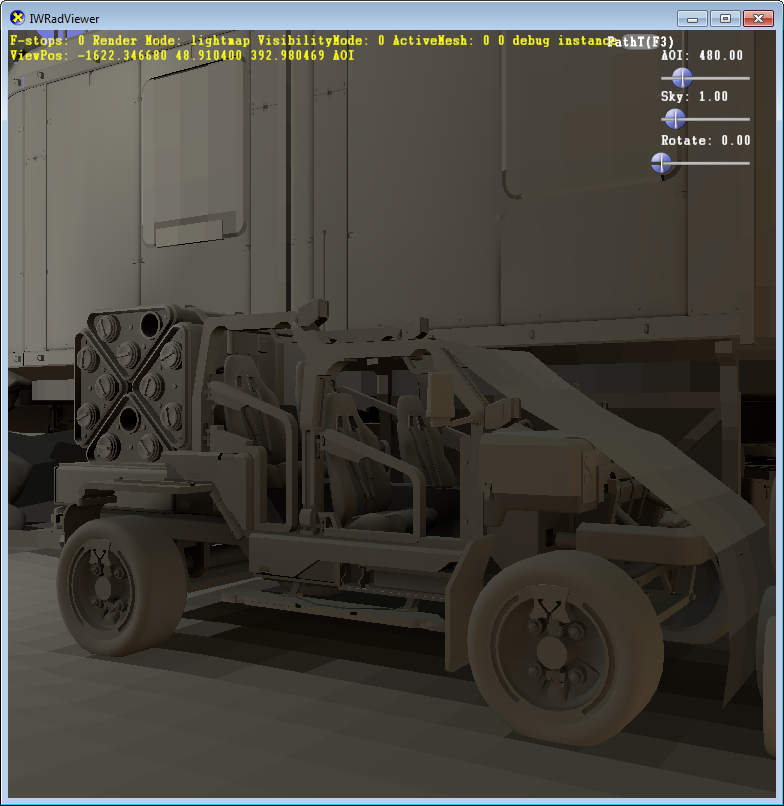 IWRadViewer
F-stops: 0 Render Mode: lightmap VisibilityMode: 0 ActiveMesh: 0 0 debug instance
PathT(F3)
ViewPos: -1622.346680 48.910400 392.980469 AOI
AOI: 480.00
Sky: 1.00
Rotate: 0.00